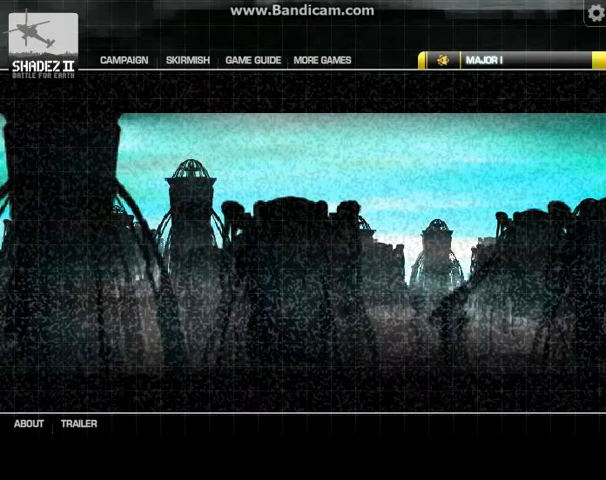 www.Bandicam.com
SHADEZ II
BATTLE FOR EARTH
CAMPAIGN SKIRMISH GAME GUIDE MORE GAMES
MAJOR I
ABOUT TRAILER